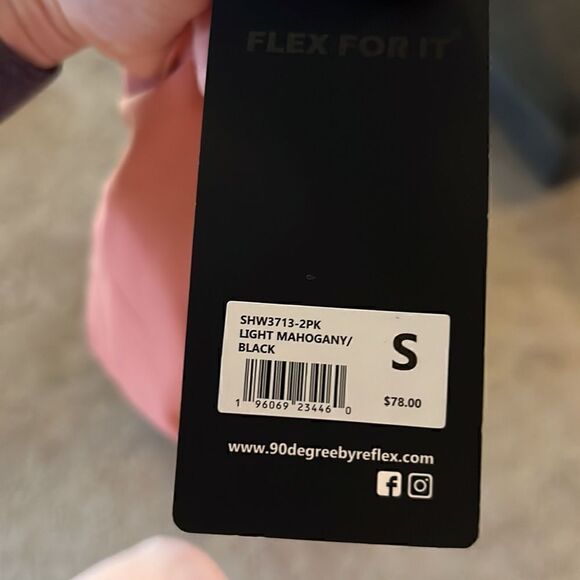 FLEX FOR IT
SHW3713-2PK
LIGHT MAHOGANY/
BLACK
S
1 96069 23446 0
$78.00
www.90degreebyreflex.com